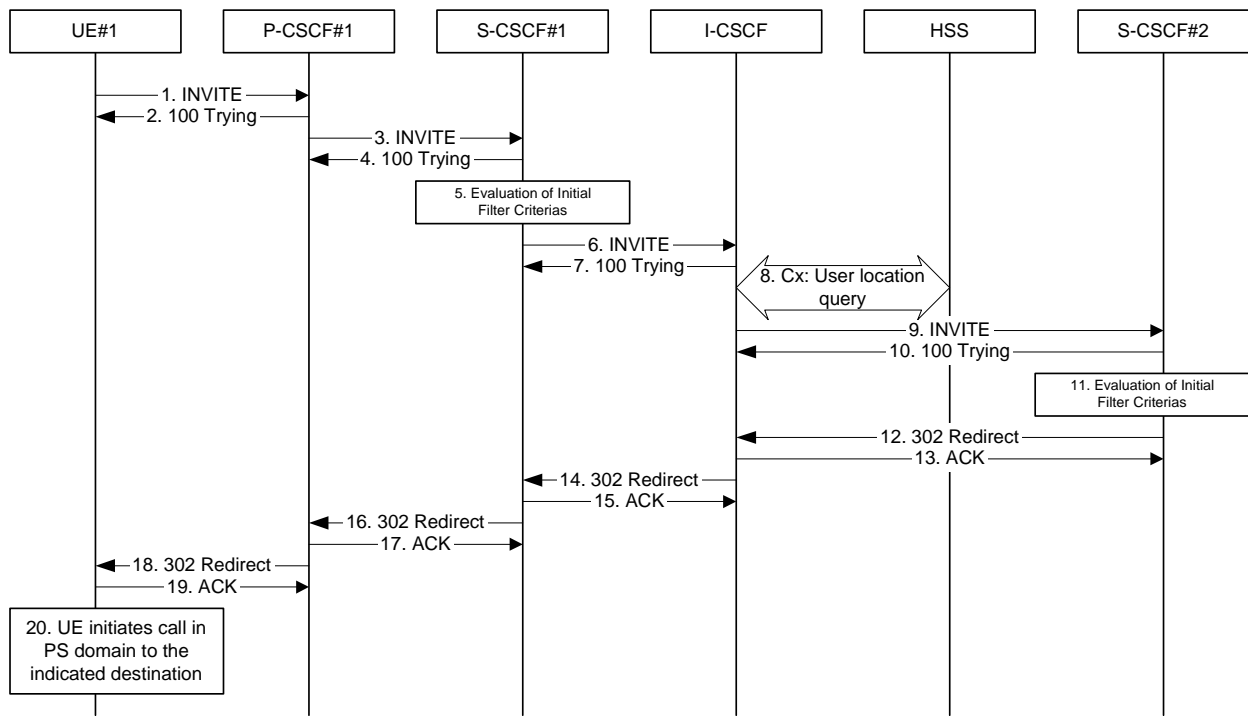 UE#1
P-CSCF#1
S-CSCF#1
I-CSCF
HSS
S-CSCF#2
1. INVITE
2. 100 Trying
3. INVITE
4. 100 Trying
5. Evaluation of Initial
Filter Criterias
6. INVITE
7. 100 Trying
8. Cx: User location
query
9. INVITE
10. 100 Trying
11. Evaluation of Initial
Filter Criterias
12. 302 Redirect
13. ACK
14. 302 Redirect
15. ACK
16. 302 Redirect
17. ACK
18. 302 Redirect
19. ACK
20. UE initiates call in
PS domain to the
indicated destination